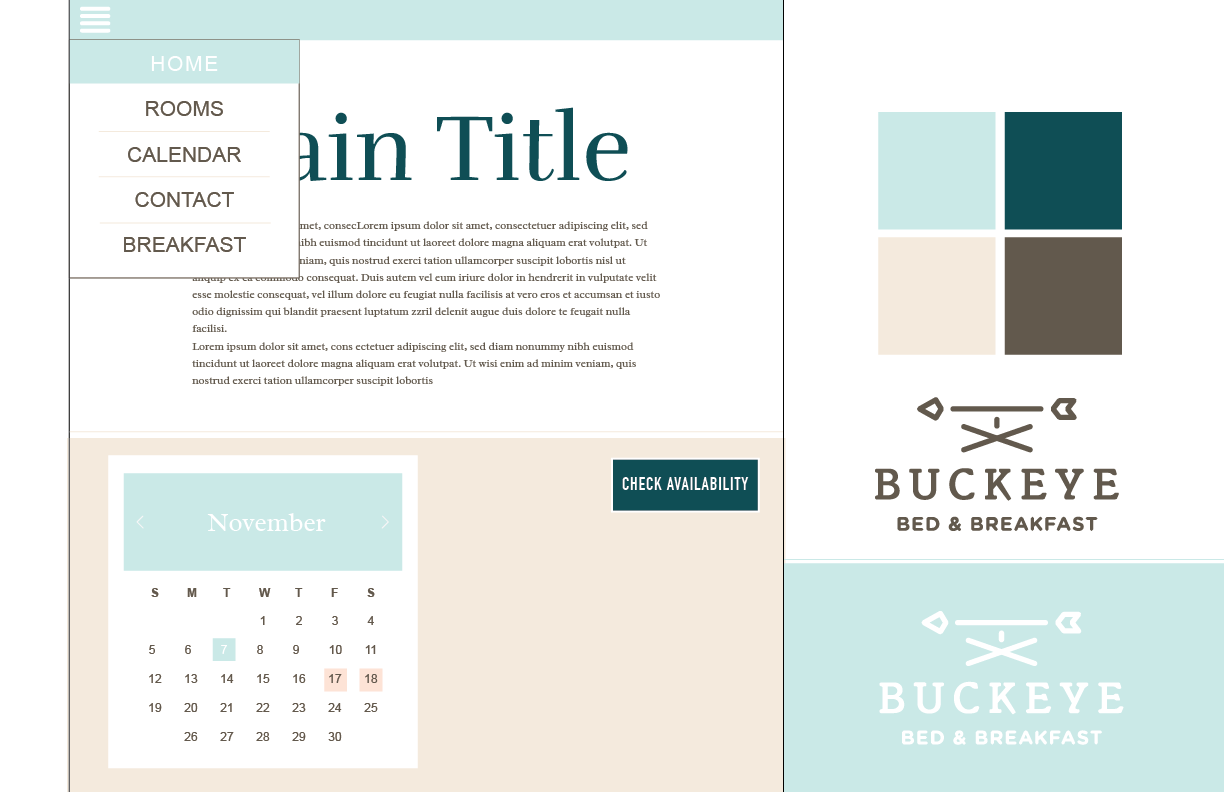 HOME
ROOMS
CALENDAR
CONTACT
BREAKFAST
ain Title
met, consecLorem ipsum dolor sit amet, consectetuer adipiscing elit, sed
nibh euismod tincidunt ut laoreet dolore magna aliquam erat volutpat. Ut
niam, quis nostrud exerci tation ullamcorper suscipit lobortis nisl ut
aliquip ex ea commodo consequat. Duis autem vel eum iriure dolor in hendrerit in vulputate velit
esse molestie consequat, vel illum dolore eu feugiat nulla facilisis at vero eros et accumsan et iusto
odio dignissim qui blandit praesent luptatum zzril delenit augue duis dolore te feugait nulla
facilisi.
Lorem ipsum dolor sit amet, cons ectetuer adipiscing elit, sed diam nonummy nibh euismod
tincidunt ut laoreet dolore magna aliquam erat volutpat. Ut wisi enim ad minim veniam, quis
nostrud exerci tation ullamcorper suscipit lobortis
CHECK AVAILABILITY
November
S M T W T F S
1 2 3 4
5 6 7 8 9 10 11
12 13 14 15 16 17 18
19 20 21 22 23 24 25
26 27 28 29 30
BUCKEYE
BED & BREAKFAST
BUCKEYE
BED & BREAKFAST